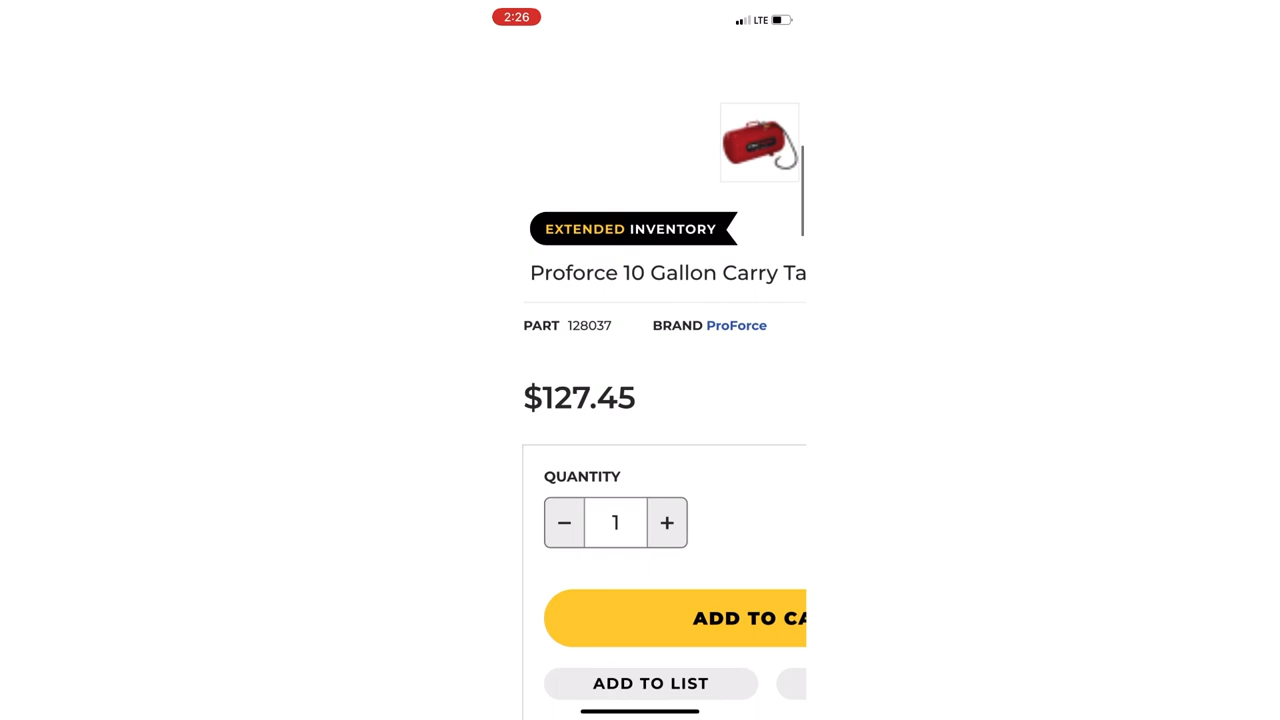 2:26
LTE
EXTENDED INVENTORY
Proforce 10 Gallon Carry Ta
PART 128037 BRAND ProForce
$127.45
QUANTITY
− 1 +
ADD TO CA
ADD TO LIST